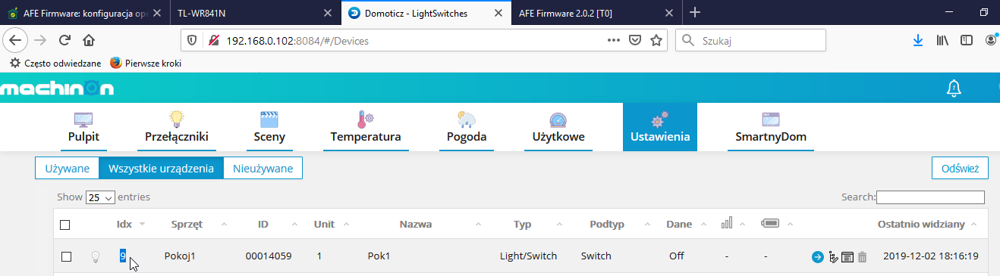 AFE Firmware: konfiguracja ope
TL-WR841N
Domoticz - LightSwitches
AFE Firmware 2.0.2 [T0]
192.168.0.102:8084/#/Devices
Szukaj
Często odwiedzane Pierwsze kroki
machinon
1
Pulpit Przełączniki Sceny Temperatura Pogoda Użytkowe Ustawienia SmartnyDom
Używane Wszystkie urządzenia Nieużywane Odśwież
Show 25 entries Search:
Idx Sprzęt ID Unit Nazwa Typ Podtyp Dane Ostatnio widziany
9 Pokoj1 00014059 1 Pok1 Light/Switch Switch Off - - 2019-12-02 18:16:19